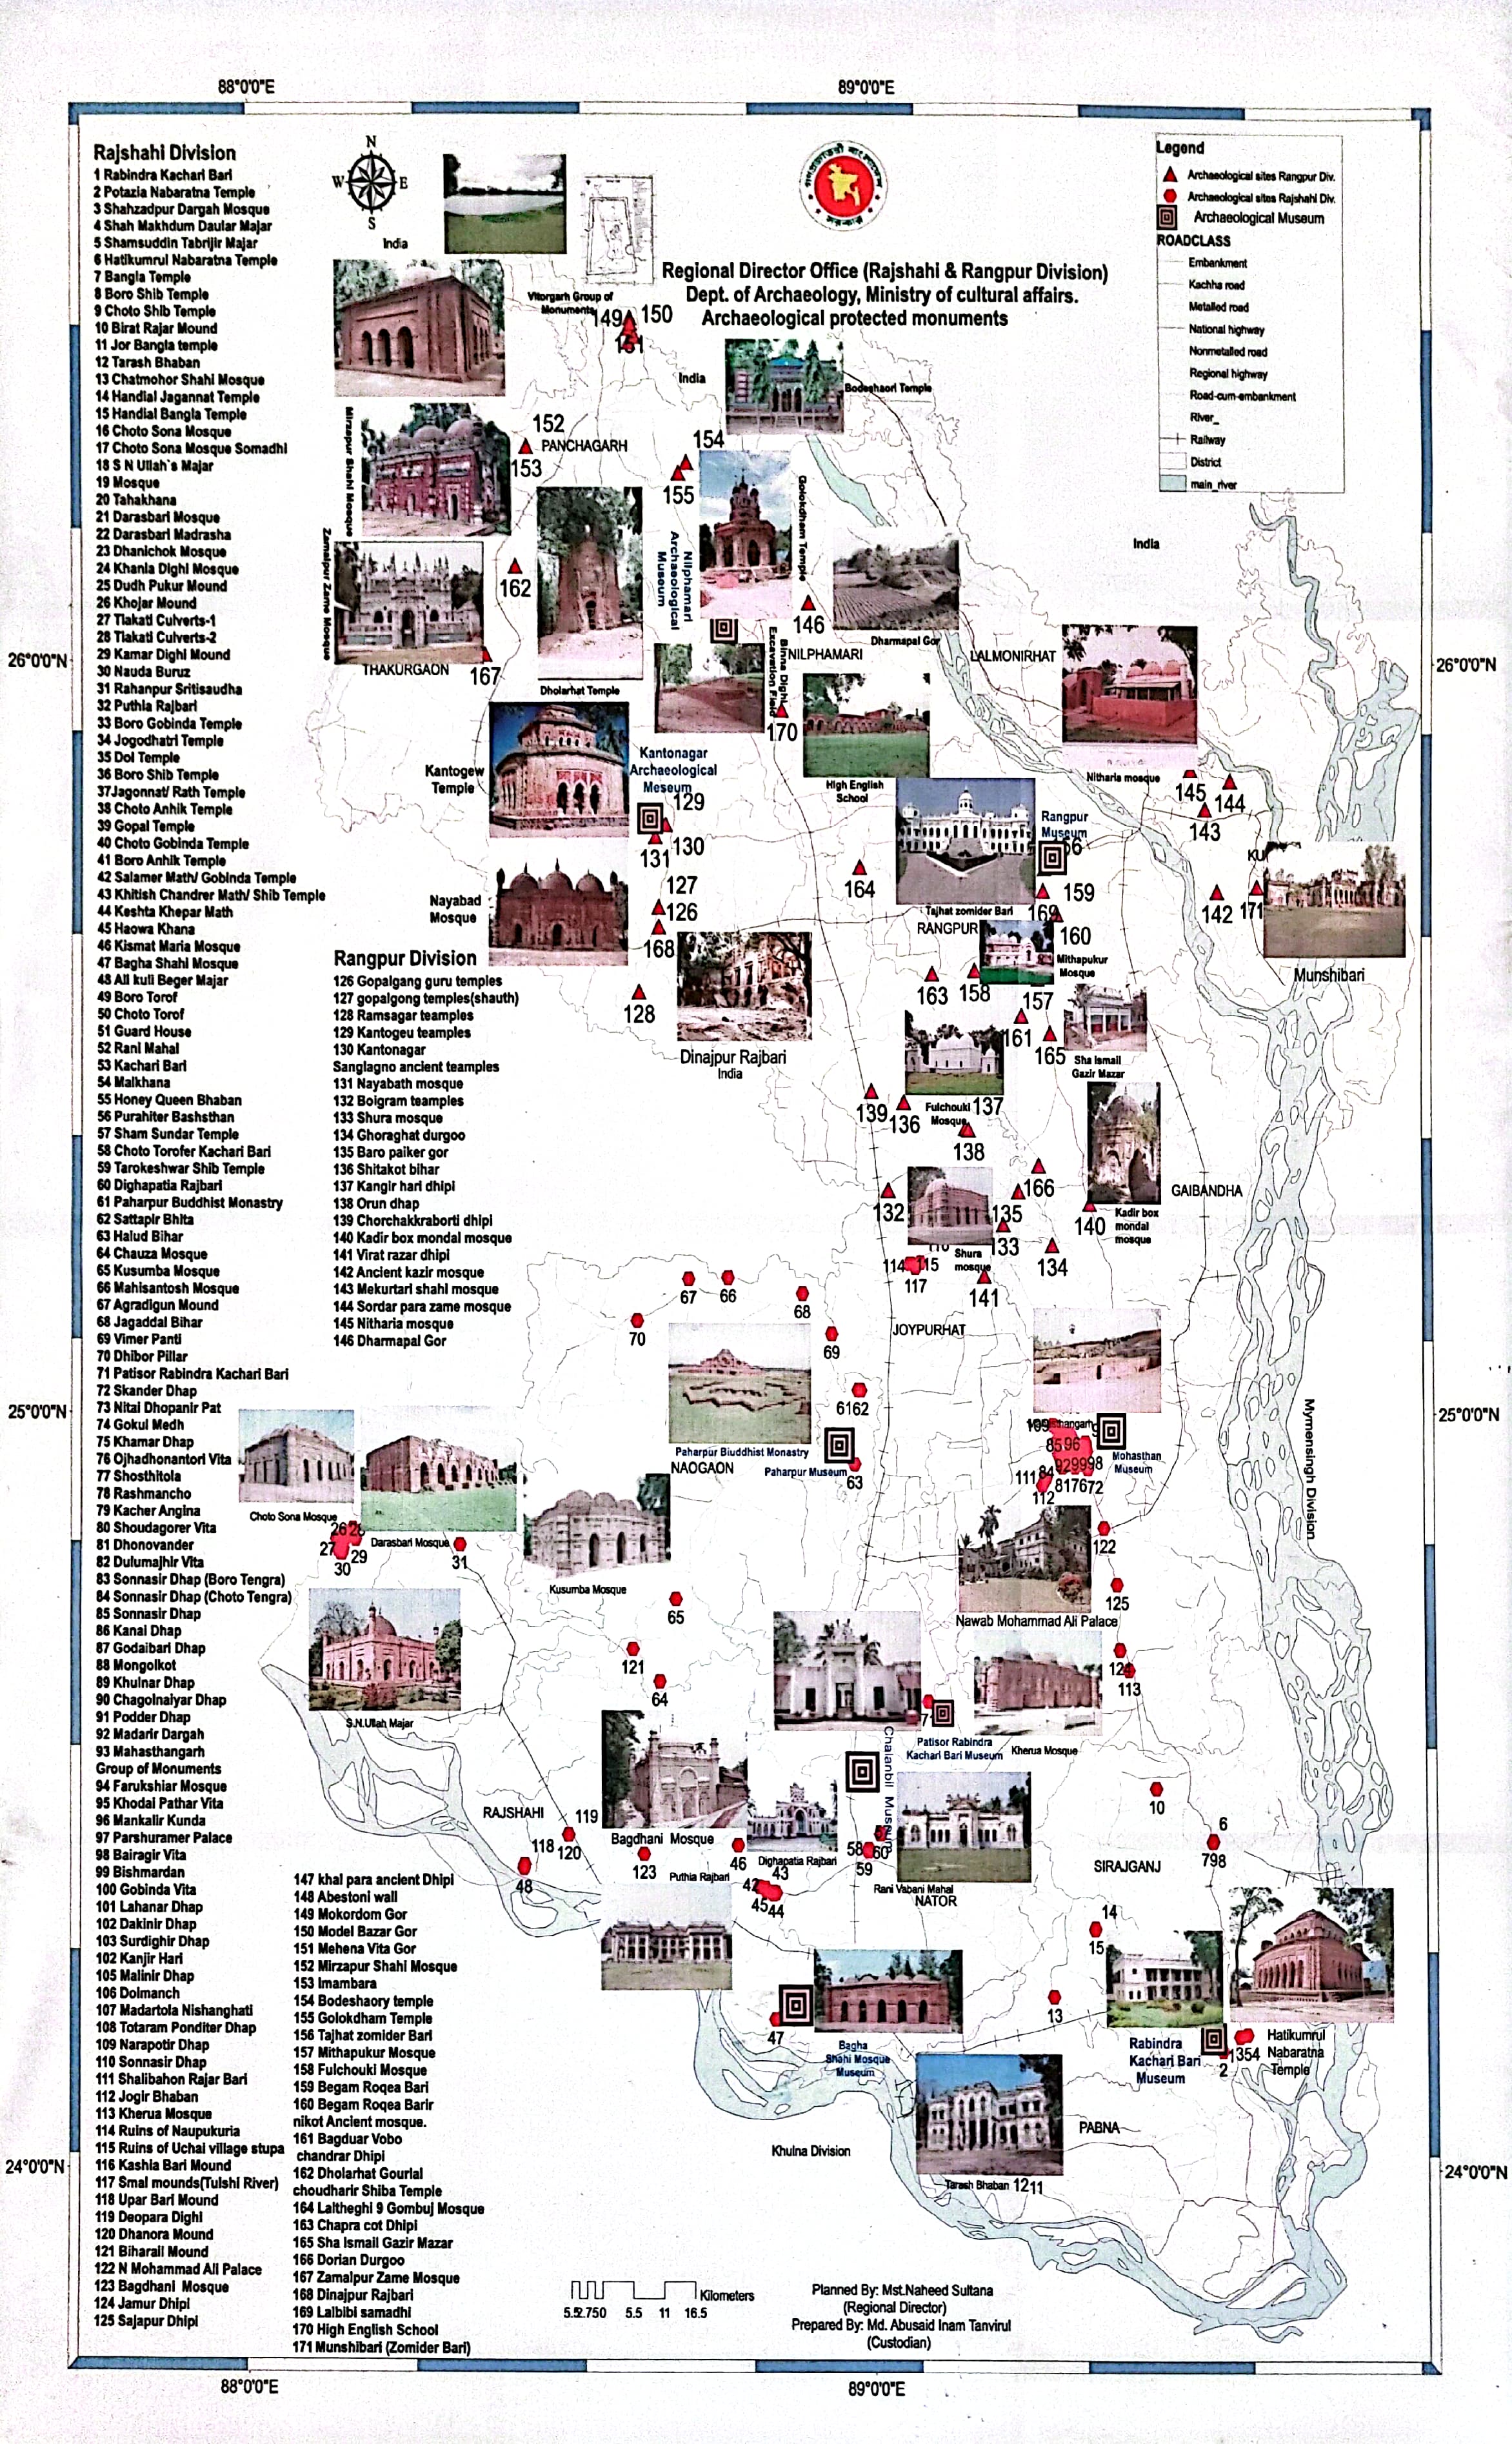 88°0'0"E
89°0'0"E
Rajshahi Division
1 Rabindra Kachari Bari
2 Potazia Nabaratna Temple
3 Shahzadpur Dargah Mosque
4 Shah Makhdum Daular Majar
5 Shamsuddin Tabrijir Majar
6 Hatikumrul Nabaratna Temple
7 Bangla Temple
8 Boro Shib Temple
9 Choto Shib Temple
10 Birat Rajar Mound
11 Jor Bangla temple
12 Tarash Bhaban
13 Chatmohor Shahi Mosque
14 Handial Jagannat Temple
15 Handial Bangla Temple
16 Choto Sona Mosque
17 Choto Sona Mosque Somadhi
18 S N Ullah`s Majar
19 Mosque
20 Tahakhana
21 Darasbari Mosque
22 Darasbari Madrasha
23 Dhanichok Mosque
24 Khania Dighi Mosque
25 Dudh Pukur Mound
26 Khojar Mound
27 Tiakati Culverts-1
28 Tiakati Culverts-2
29 Kamar Dighi Mound
30 Nauda Buruz
31 Rahanpur Sritisaudha
32 Puthia Rajbari
33 Boro Gobinda Temple
34 Jogodhatri Temple
35 Dol Temple
36 Boro Shib Temple
37Jagonnat/ Rath Temple
38 Choto Anhik Temple
39 Gopal Temple
40 Choto Gobinda Temple
41 Boro Anhik Temple
42 Salamer Math/ Gobinda Temple
43 Khitish Chandrer Math/ Shib Temple
44 Keshta Khepar Math
45 Haowa Khana
46 Kismat Maria Mosque
47 Bagha Shahi Mosque
48 Ali kuli Beger Majar
49 Boro Torof
50 Choto Torof
51 Guard House
52 Rani Mahal
53 Kachari Bari
54 Malkhana
55 Honey Queen Bhaban
56 Purahiter Bashsthan
57 Sham Sundar Temple
58 Choto Torofer Kachari Bari
59 Tarokeshwar Shib Temple
60 Dighapatia Rajbari
61 Paharpur Buddhist Monastry
62 Sattapir Bhita
63 Halud Bihar
64 Chauza Mosque
65 Kusumba Mosque
66 Mahisantosh Mosque
67 Agradigun Mound
68 Jagaddal Bihar
69 Vimer Panti
70 Dhibor Pillar
71 Patisor Rabindra Kachari Bari
72 Skander Dhap
73 Nitai Dhopanir Pat
74 Gokul Medh
75 Khamar Dhap
76 Ojhadhonantori Vita
77 Shosthitola
78 Rashmancho
79 Kacher Angina
80 Shoudagorer Vita
81 Dhonovander
82 Dulumajhir Vita
83 Sonnasir Dhap (Boro Tengra)
84 Sonnasir Dhap (Choto Tengra)
85 Sonnasir Dhap
86 Kanai Dhap
87 Godaibari Dhap
88 Mongolkot
89 Khulnar Dhap
90 Chagolnaiyar Dhap
91 Podder Dhap
92 Madarir Dargah
93 Mahasthangarh
Group of Monuments
94 Farukshiar Mosque
95 Khodai Pathar Vita
96 Mankalir Kunda
97 Parshuramer Palace
98 Bairagir Vita
99 Bishmardan
100 Gobinda Vita
101 Lahanar Dhap
102 Dakinir Dhap
103 Surdighir Dhap
102 Kanjir Hari
105 Malinir Dhap
106 Dolmanch
107 Madartola Nishanghati
108 Totaram Ponditer Dhap
109 Narapotir Dhap
110 Sonnasir Dhap
111 Shalibahon Rajar Bari
112 Jogir Bhaban
113 Kherua Mosque
114 Ruins of Naupukuria
115 Ruins of Uchai village stupa
116 Kashia Bari Mound
117 Smal mounds(Tulshi River)
118 Upar Bari Mound
119 Deopara Dighi
120 Dhanora Mound
121 Biharail Mound
122 N Mohammad Ali Palace
123 Bagdhani Mosque
124 Jamur Dhipi
125 Sajapur Dhipi
Rangpur Division
126 Gopalgang guru temples
127 gopalgong temples(shauth)
128 Ramsagar teamples
129 Kantogeu teamples
130 Kantonagar
Sanglagno ancient teamples
131 Nayabath mosque
132 Boigram teamples
133 Shura mosque
134 Ghoraghat durgoo
135 Baro paiker gor
136 Shitakot bihar
137 Kangir hari dhipi
138 Orun dhap
139 Chorchakkraborti dhipi
140 Kadir box mondal mosque
141 Virat razar dhipi
142 Ancient kazir mosque
143 Mekurtari shahi mosque
144 Sordar para zame mosque
145 Nitharia mosque
146 Dharmapal Gor
147 khal para ancient Dhipi
148 Abestoni wall
149 Mokordom Gor
150 Model Bazar Gor
151 Mehena Vita Gor
152 Mirzapur Shahi Mosque
153 Imambara
154 Bodeshaory temple
155 Golokdham Temple
156 Tajhat zomider Bari
157 Mithapukur Mosque
158 Fulchouki Mosque
159 Begam Roqea Bari
160 Begam Roqea Barir
nikot Ancient mosque.
161 Bagduar Vobo
chandrar Dhipi
162 Dholarhat Gourlal
choudharir Shiba Temple
164 Laltheghi 9 Gombuj Mosque
163 Chapra cot Dhipi
165 Sha Ismail Gazir Mazar
166 Dorian Durgoo
167 Zamalpur Zame Mosque
168 Dinajpur Rajbari
169 Lalbibi samadhi
170 High English School
171 Munshibari (Zomider Bari)
N
W
E
S
India
Regional Director Office (Rajshahi & Rangpur Division)
Dept. of Archaeology, Ministry of cultural affairs.
Archaeological protected monuments
Legend
Archaeological sites Rangpur Div.
Archaeological sites Rajshahi Div.
Archaeological Museum
ROADCLASS
Embankment
Kachha road
Metalled road
National highway
Nonmetalled road
Regional highway
Road-cum-embankment
River_
Railway
District
main_river
Vitorgarh Group of
Monuments
149
150
151
India
Bodeshaori Temple
Mirzapur Shahi Mosque
152
PANCHAGARH
153
154
155
Golokdham Temple
Nilphamari
Archaeological
Museum
India
Zamalpur Zame Mosque
162
146
Dharmapal Gor
26°0'0"N
26°0'0"N
THAKURGAON
167
Dholarhat Temple
NILPHAMARI
LALMONIRHAT
Binna Dighi
Excavation Field
170
Kantogew
Temple
Kantonagar
Archaeological
Meseum
129
130
131
High English
School
Nitharia mosque
145
144
143
Rangpur
Museum
127
126
168
164
Nayabad
Mosque
Tajhat zomider Bari
159
169
160
142
171
RANGPUR
Mithapukur
Mosque
Munshibari
163
158
157
128
161
165
Sha Ismail
Gazir Mazar
Dinajpur Rajbari
India
139
136
Fulchouki
Mosque
137
138
166
GAIBANDHA
132
135
133
140
Kadir box
mondal
mosque
134
Shura
mosque
114
115
117
141
67
66
68
70
69
JOYPURHAT
25°0'0"N
25°0'0"N
6162
Paharpur Biuddhist Monastry
NAOGAON
Paharpur Museum
63
Mohasthan
Museum
111
112
817672
Mymensingh Division
Choto Sona Mosque
Darasbari Mosque
27
29
30
31
122
Kusumba Mosque
65
125
Nawab Mohammad Ali Palace
121
64
124
113
S.N.Ullah Majar
Patisor Rabindra
Kachari Bari Museum
Kherua Mosque
Chalanbil Museum
10
RAJSHAHI
119
118
120
Bagdhani Mosque
123
46
Dighapatia Rajbari
58
60
59
6
798
SIRAJGANJ
48
Puthia Rajbari
43
42
4544
Rani Vabani Mahal
NATOR
14
15
13
47
Bagha
Shahi Mosque
Museum
Rabindra
Kachari Bari
Museum
1354
2
Hatikumrul
Nabaratna
Temple
PABNA
Khulna Division
24°0'0"N
24°0'0"N
Tarash Bhaban 1211
Kilometers
5.52.750 5.5 11 16.5
Planned By: Mst.Naheed Sultana
(Regional Director)
Prepared By: Md. Abusaid Inam Tanvirul
(Custodian)
88°0'0"E
89°0'0"E